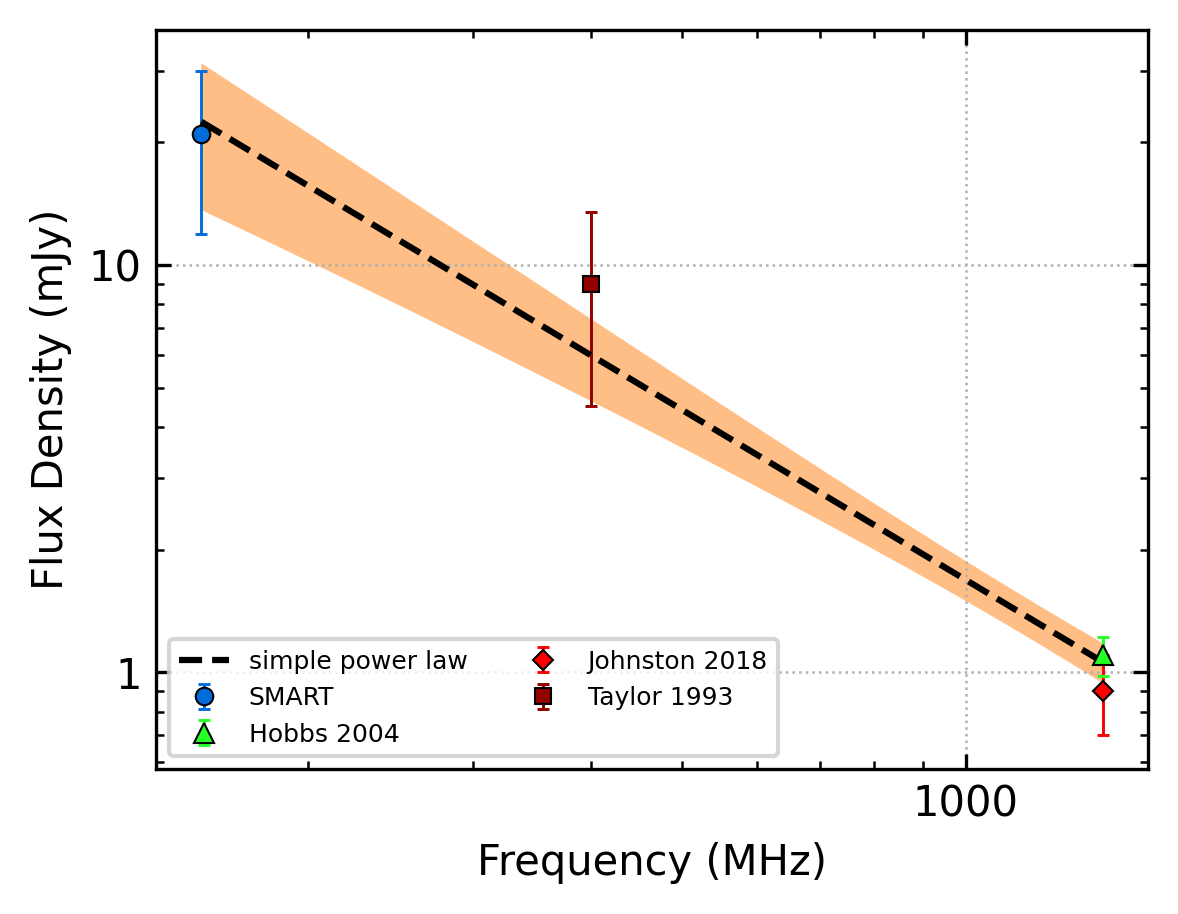 Flux Density (mJy)
10
1
simple power law
SMART
Hobbs 2004
Johnston 2018
Taylor 1993
1000
Frequency (MHz)